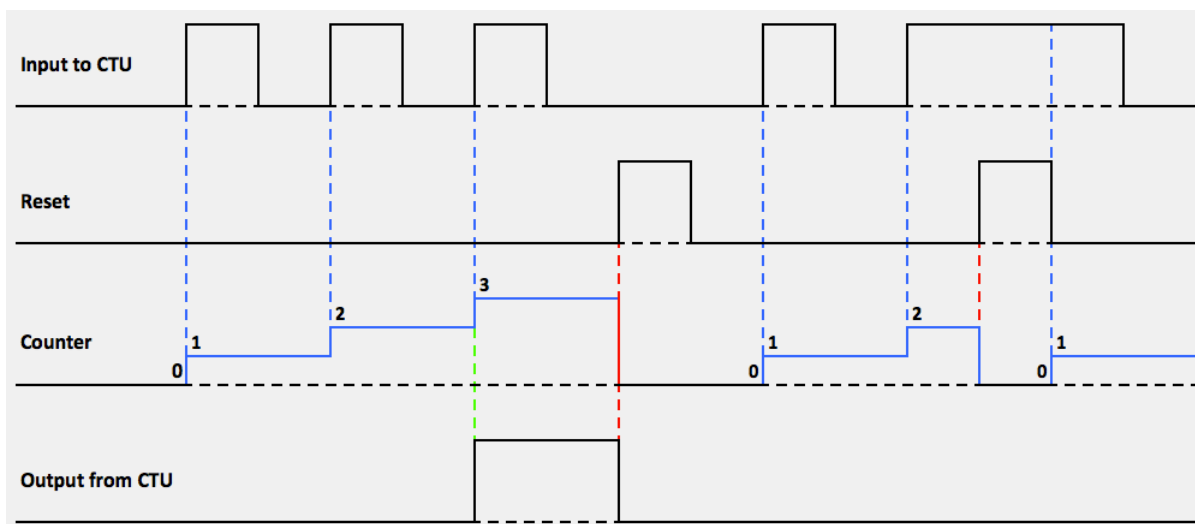 Input to CTU
Reset
3
2 2
Counter 1 1 1
0 0 0
Output from CTU